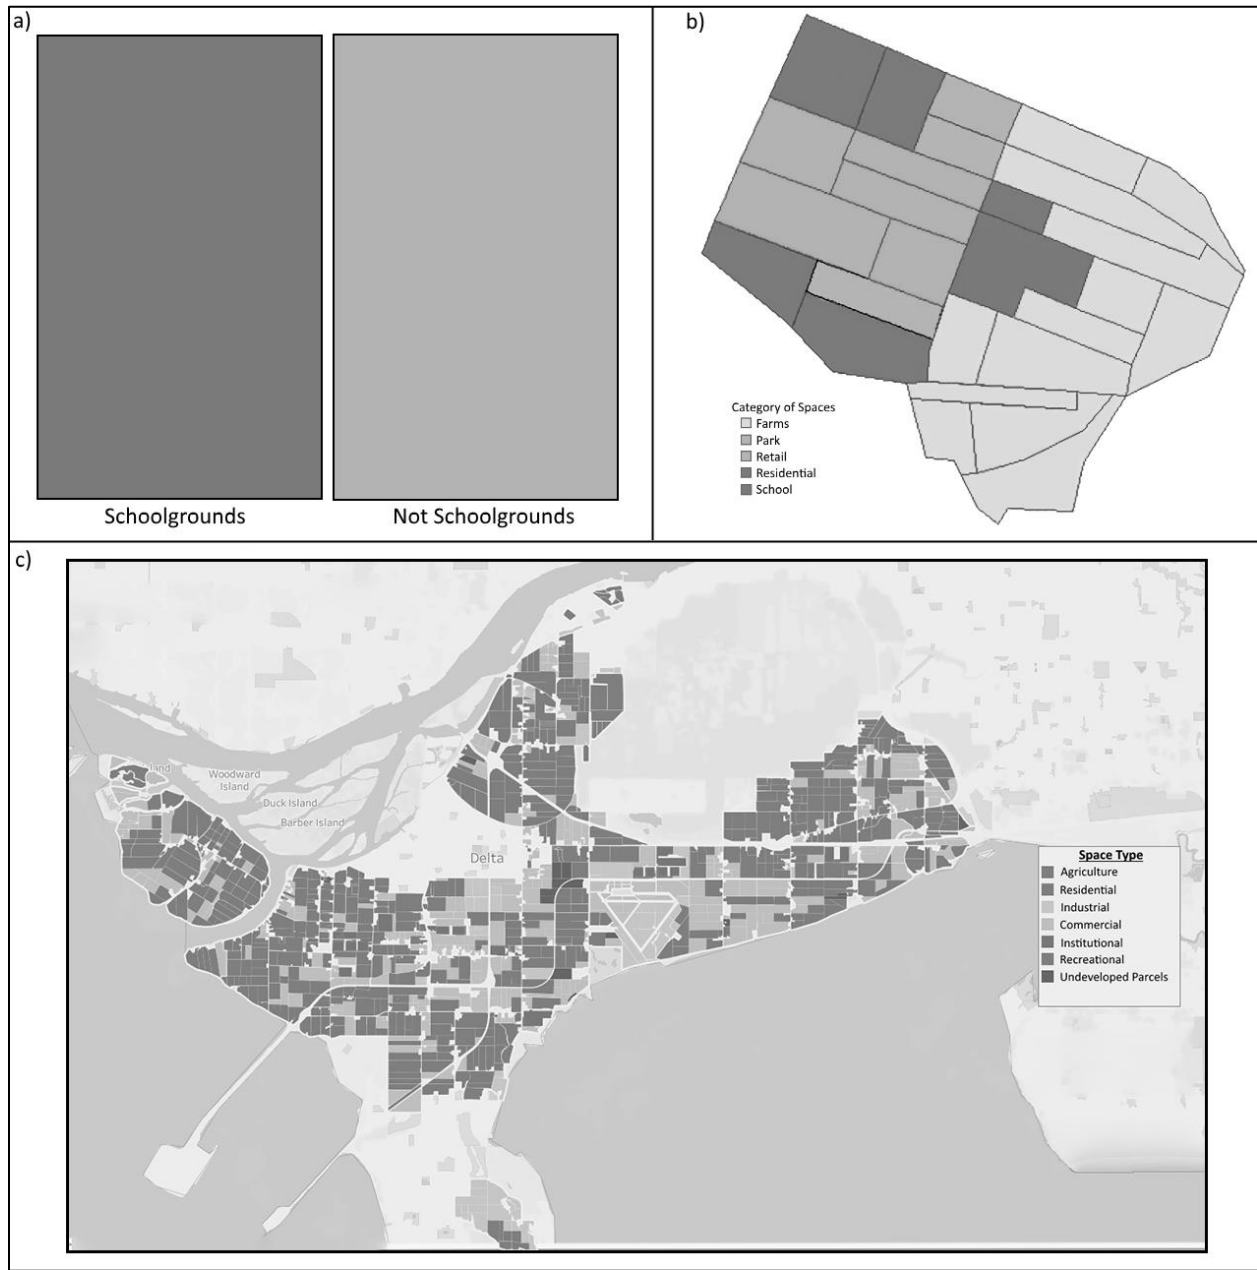 a)
Schoolgrounds
Not Schoolgrounds
b)
Category of Spaces
Farms
Park
Retail
Residential
School
c)
Woodward
Island
Duck Island
Barber Island
Delta
Space Type
Agriculture
Residential
Industrial
Commercial
Institutional
Recreational
Undeveloped Parcels